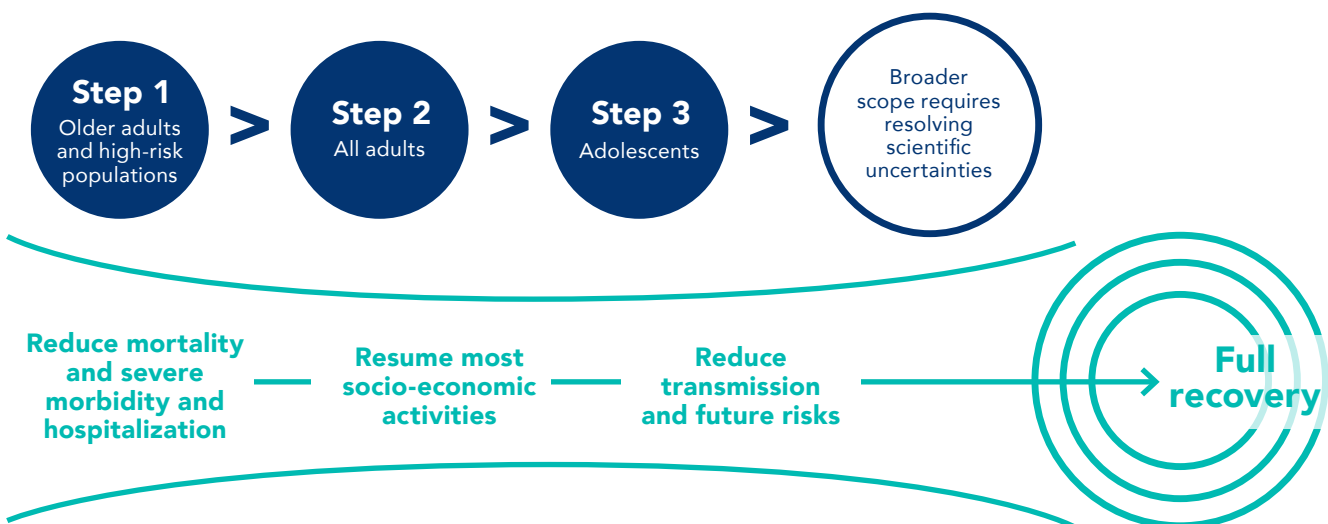 Step 1
Older adults
and high-risk
populations
>
Step 2
All adults
>
Step 3
Adolescents
>
Broader
scope requires
resolving
scientific
uncertainties
Reduce mortality
and severe
morbidity and
hospitalization
Resume most
socio-economic
activities
Reduce
transmission
and future risks
Full
recovery